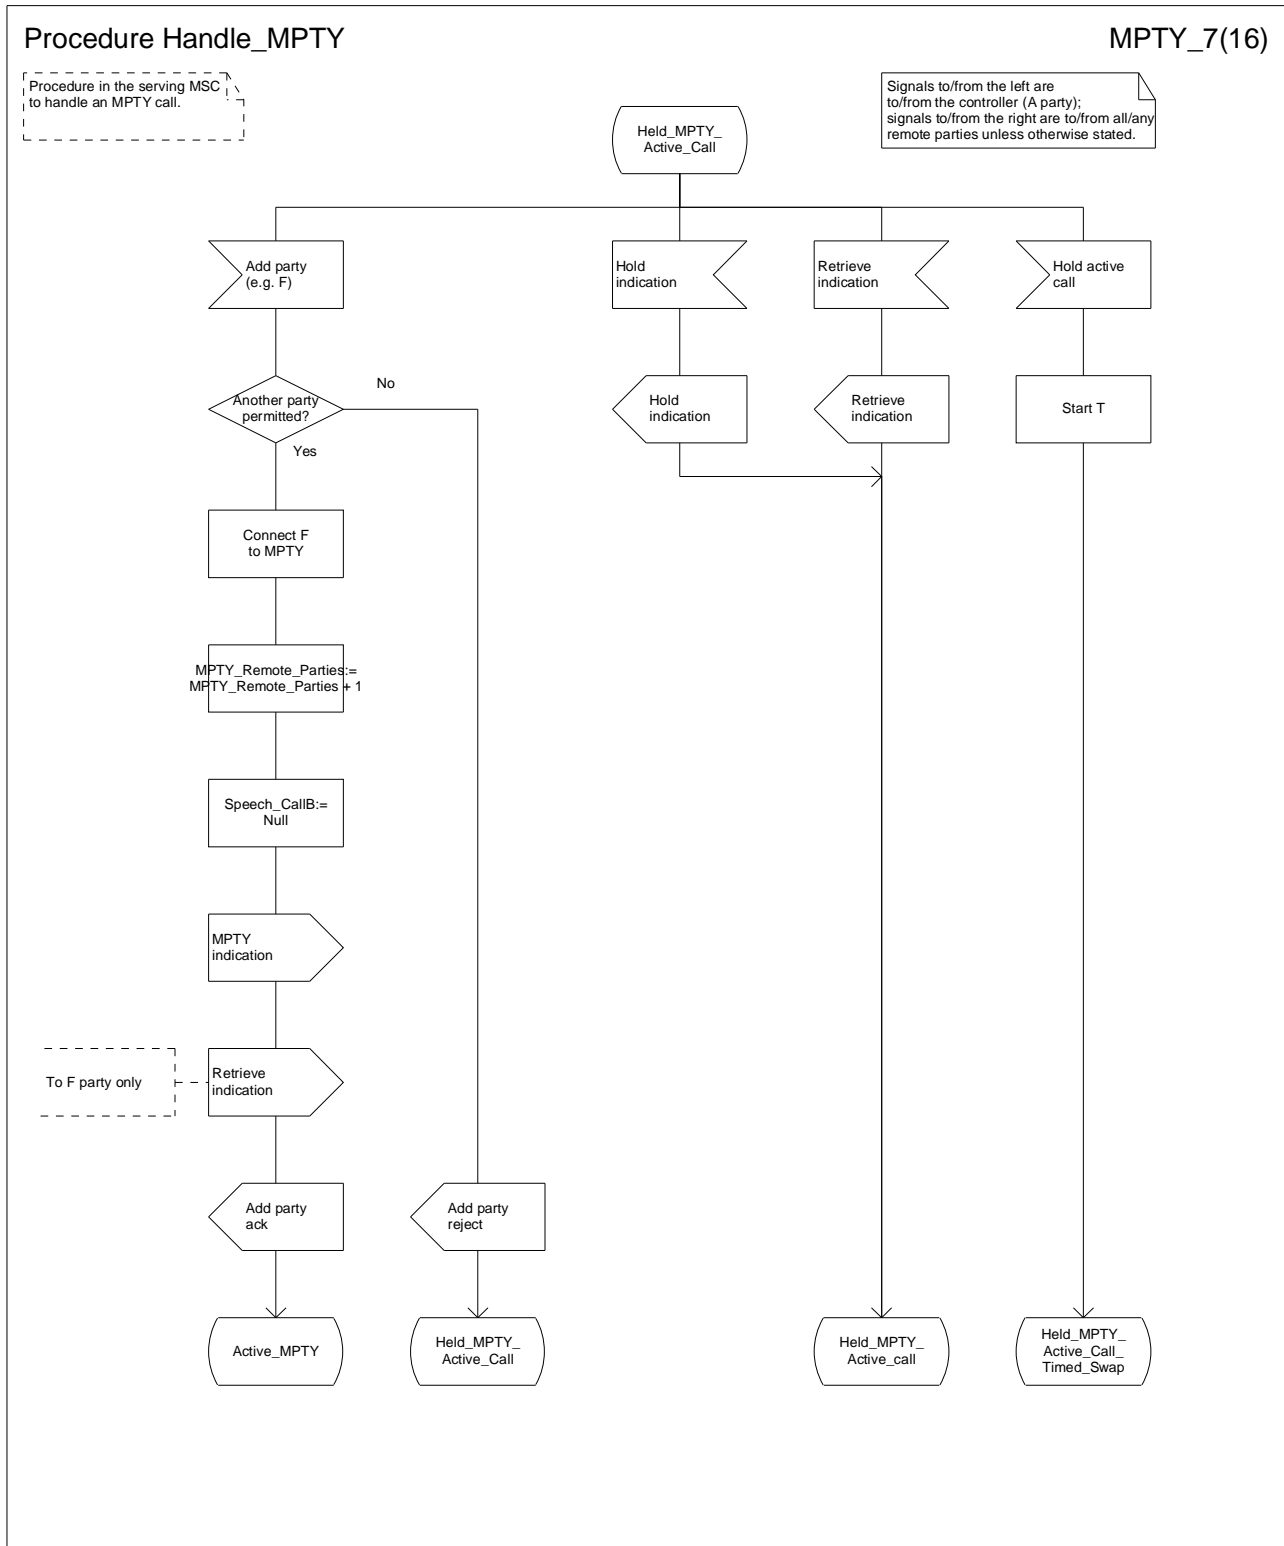 Procedure Handle_MPTY
MPTY_7(16)
Procedure in the serving MSC
to handle an MPTY call.
Signals to/from the left are
to/from the controller (A party);
signals to/from the right are to/from all/any
remote parties unless otherwise stated.
Held_MPTY_
Active_Call
Add party
(e.g. F)
Hold
indication
Retrieve
indication
Hold active
call
Another party
permitted?
No
Yes
Hold
indication
Retrieve
indication
Start T
Connect F
to MPTY
MPTY_Remote_Parties:=
MPTY_Remote_Parties + 1
Speech_CallB:=
Null
MPTY
indication
To F party only
Retrieve
indication
Add party
ack
Add party
reject
Active_MPTY
Held_MPTY_
Active_Call
Held_MPTY_
Active_call
Held_MPTY_
Active_Call_
Timed_Swap